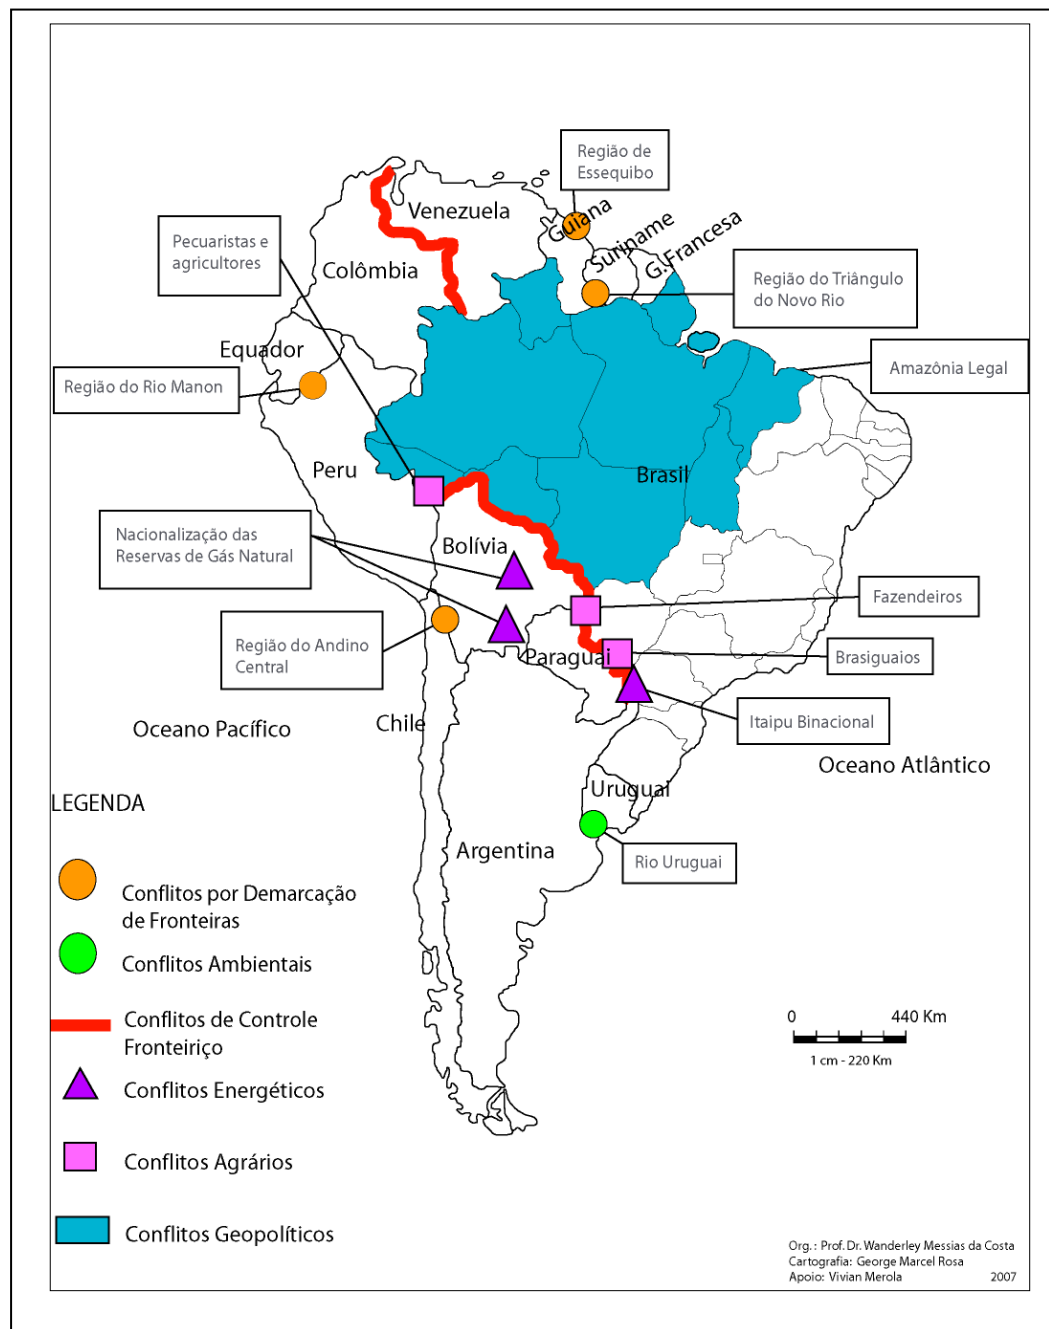 Região de
Essequibo
Pecuaristas e
agricultores
Venezuela
Guiana
Suriname
G.Francesa
Colômbia
Região do Triângulo
do Novo Rio
Equador
Amazônia Legal
Região do Rio Manon
Peru
Brasil
Nacionalização das
Reservas de Gás Natural
Bolívia
Fazendeiros
Região do Andino
Central
Paraguai
Brasiguaios
Chile
Itaipu Binacional
Oceano Pacífico
Oceano Atlântico
Uruguai
Argentina
Rio Uruguai
LEGENDA
Conflitos por Demarcação
de Fronteiras
Conflitos Ambientais
Conflitos de Controle
Fronteiriço
Conflitos Energéticos
Conflitos Agrários
Conflitos Geopolíticos
0 440 Km
1 cm - 220 Km
Org. : Prof. Dr. Wanderley Messias da Costa
Cartografia: George Marcel Rosa
Apoio: Vivian Merola 2007